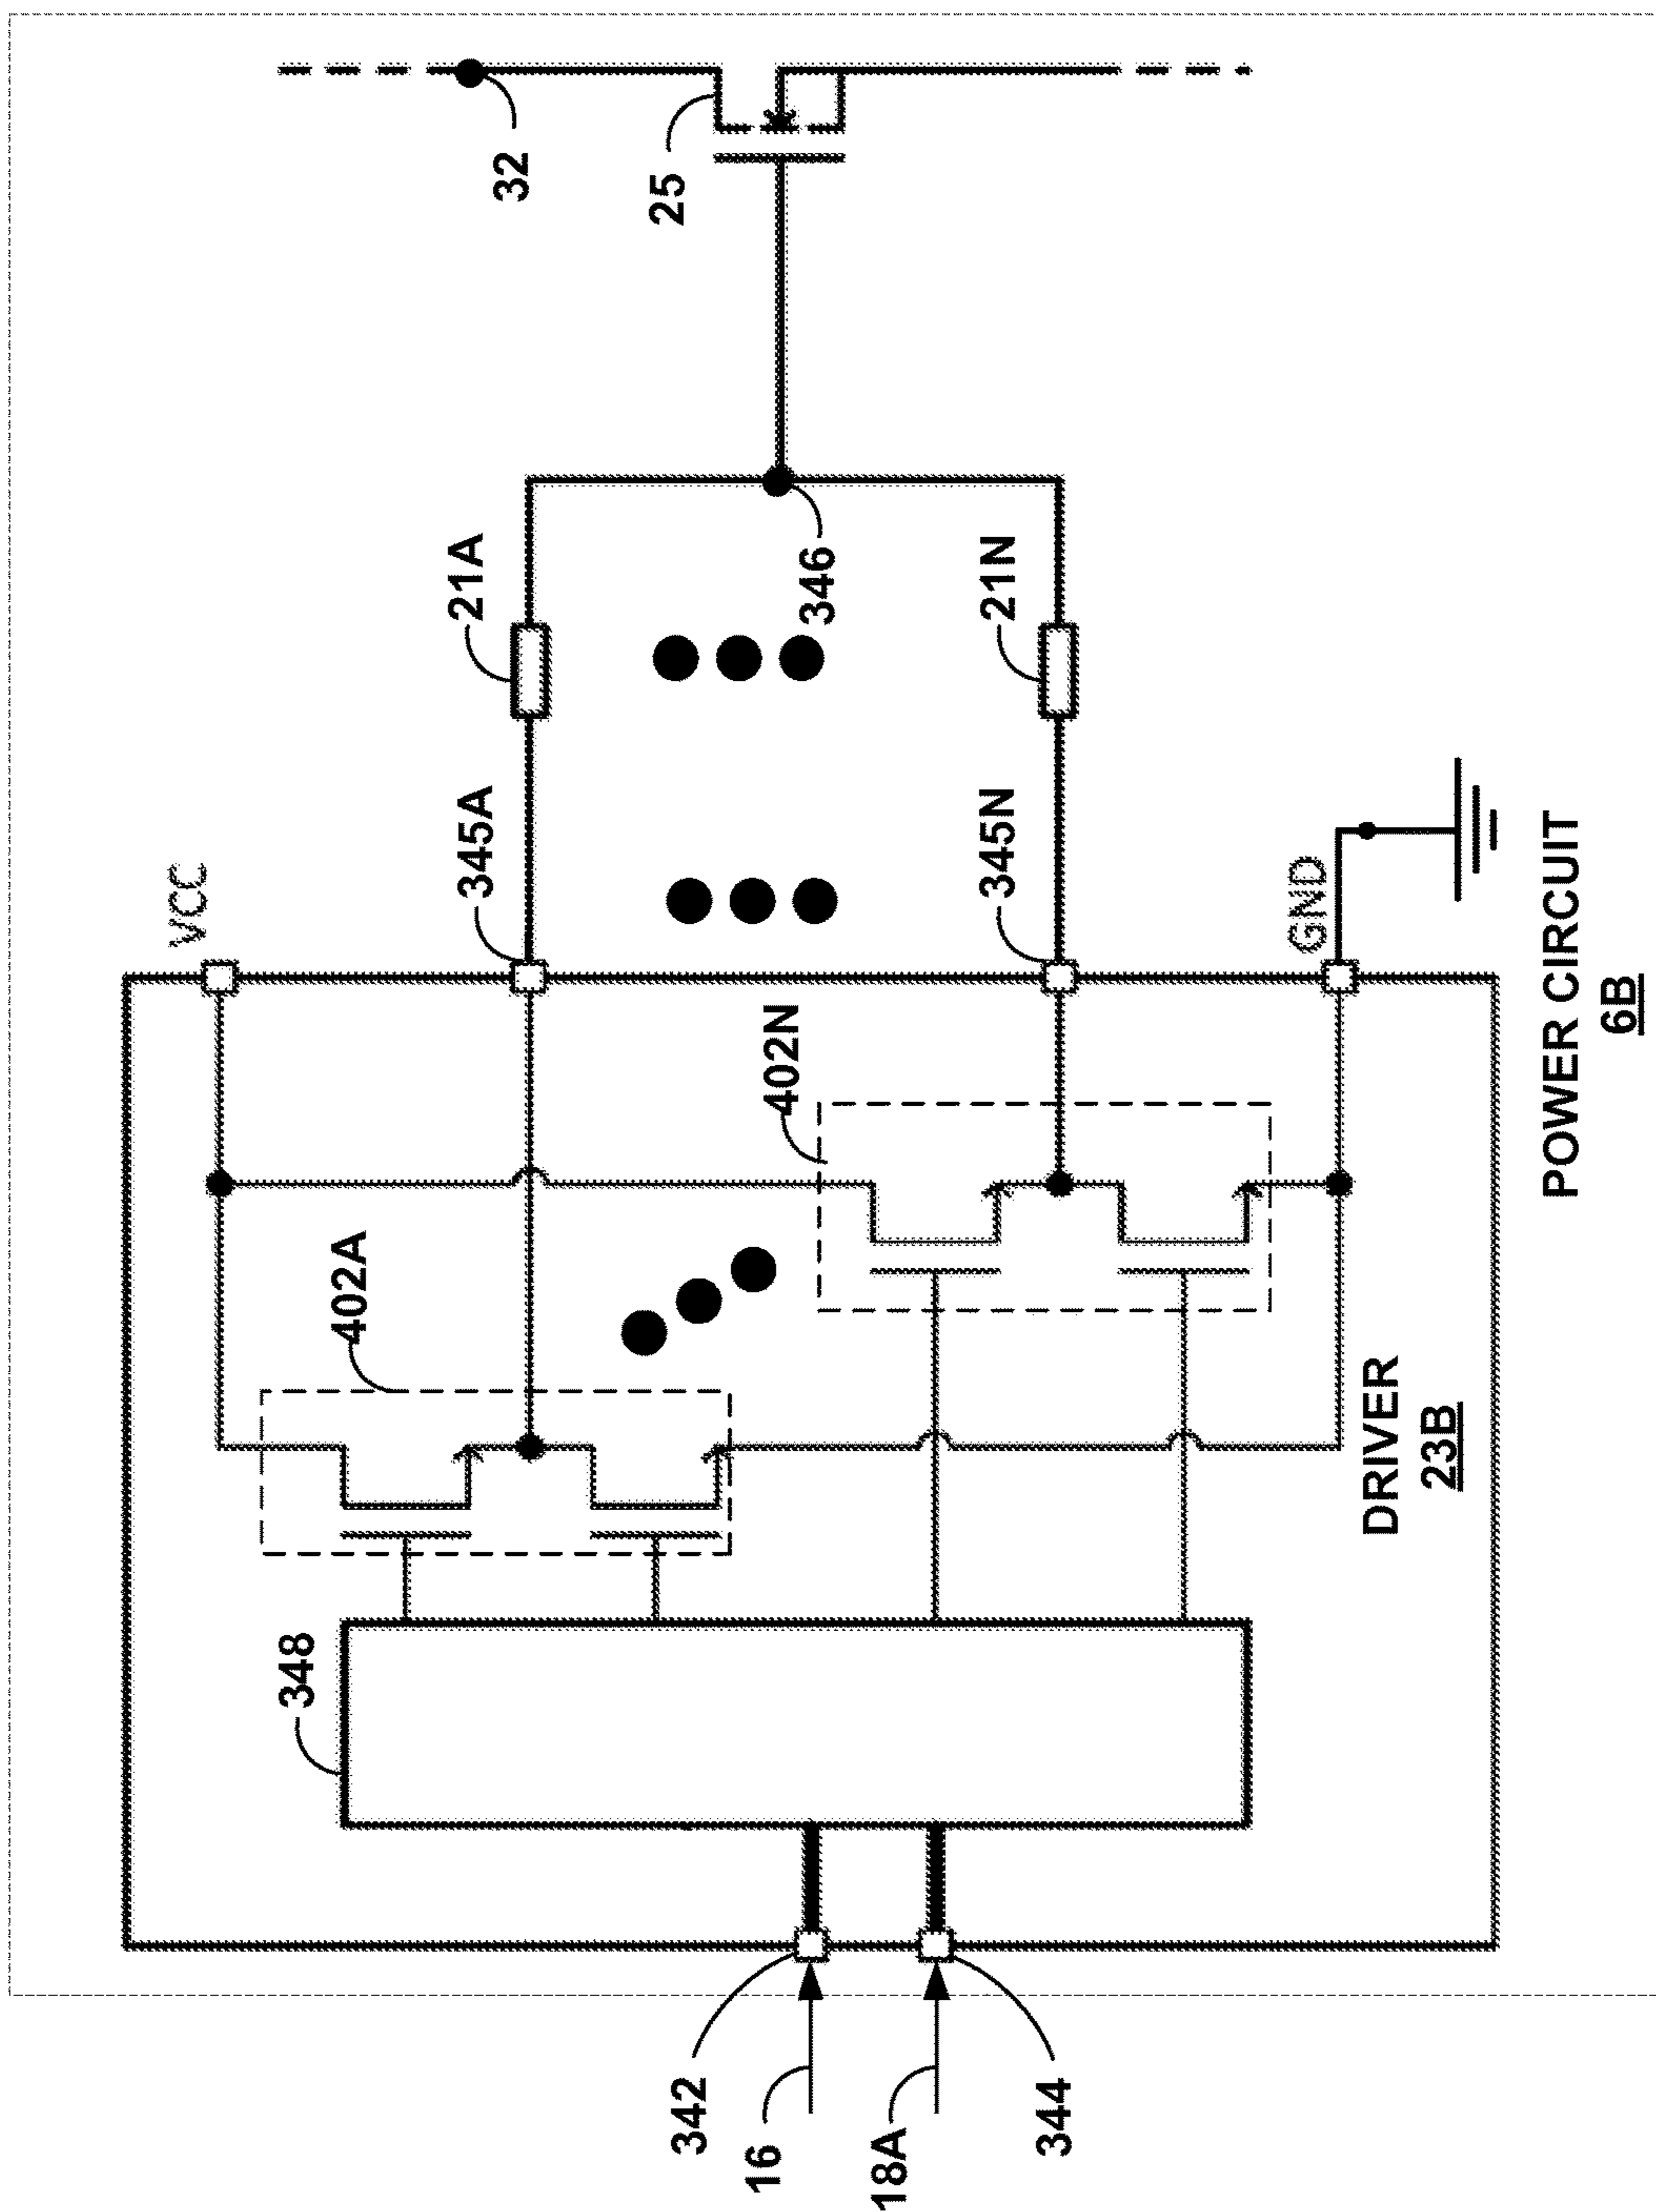 32
25
21A
346
21N
VCC
345A
345N
GND
402N
402A
348
DRIVER
23B
POWER CIRCUIT
6B
342
16
18A
344